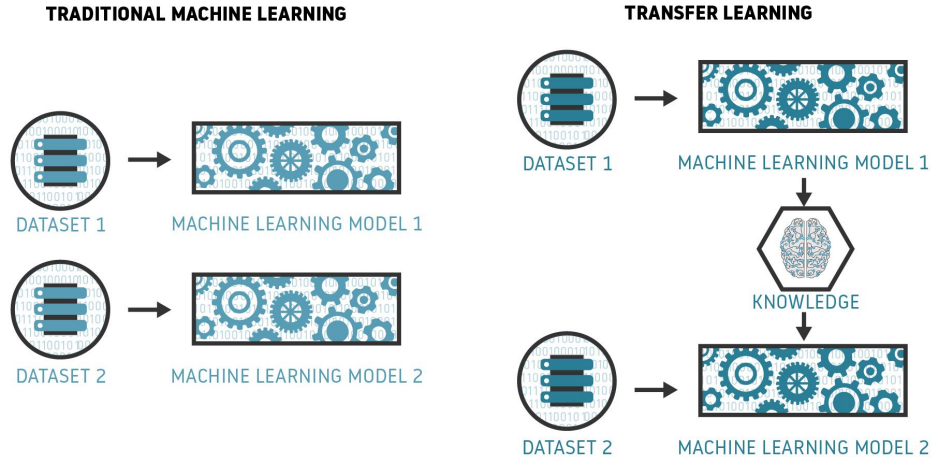 TRADITIONAL MACHINE LEARNING
DATASET 1
MACHINE LEARNING MODEL 1
DATASET 2
MACHINE LEARNING MODEL 2
TRANSFER LEARNING
DATASET 1
MACHINE LEARNING MODEL 1
KNOWLEDGE
DATASET 2
MACHINE LEARNING MODEL 2